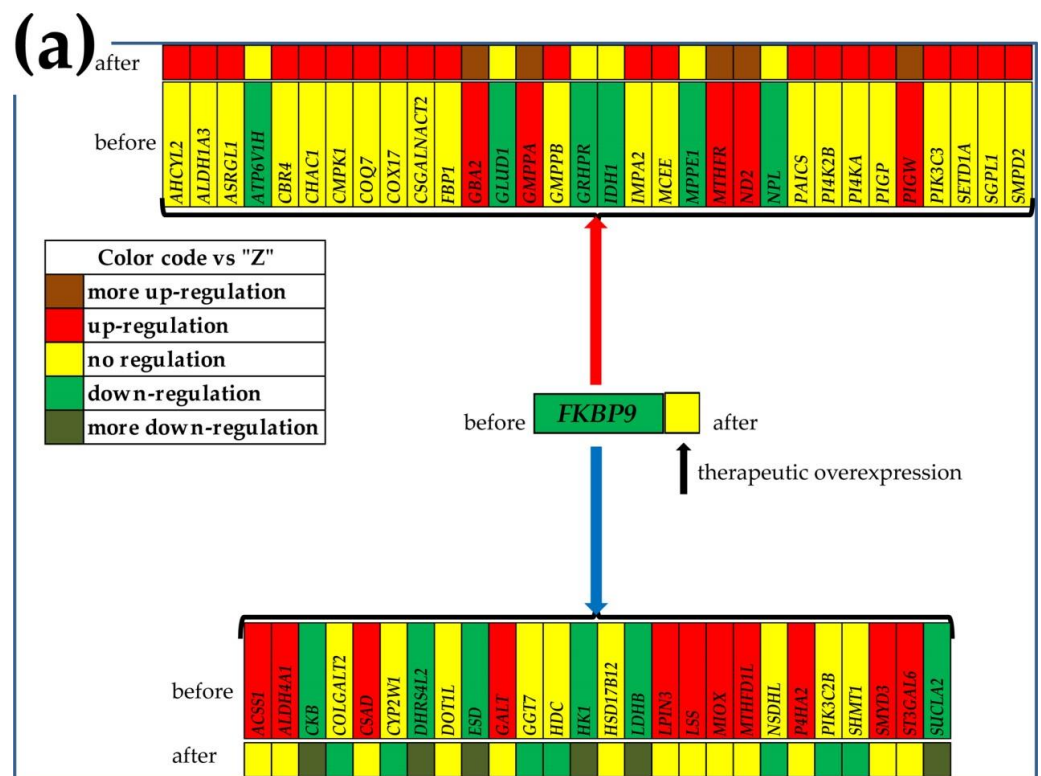 (a)
after
before
AHCYL2
ALDH1A3
ASRGL1
ATP6V1H
CBR4
CHAC1
CMPK1
COQ7
COX17
CSGALNACT2
FBP1
GBA2
GLUD1
GMPPA
GMPPB
GRHPR
IDH1
IMPA2
MCEE
MPPE1
MTHFR
ND2
NPL
PAICS
PI4K2B
PI4KA
PIGP
PIGW
PIK3C3
SETD1A
SGPL1
SMPD2
Color code vs "Z"
more up-regulation
up-regulation
no regulation
down-regulation
more down-regulation
before
FKBP9
after
therapeutic overexpression
before
ACSS1
ALDH4A1
CKB
COLGALT2
CSAD
CYP2W1
DHRS4L2
DOT1L
ESD
GALT
GGT7
HDC
HK1
HSD17B12
LDHB
LPIN3
LSS
MIOX
MTHFD1L
NSDHL
P4HA2
PIK3C2B
SHMT1
SMYD3
ST3GAL6
SUCLA2
after